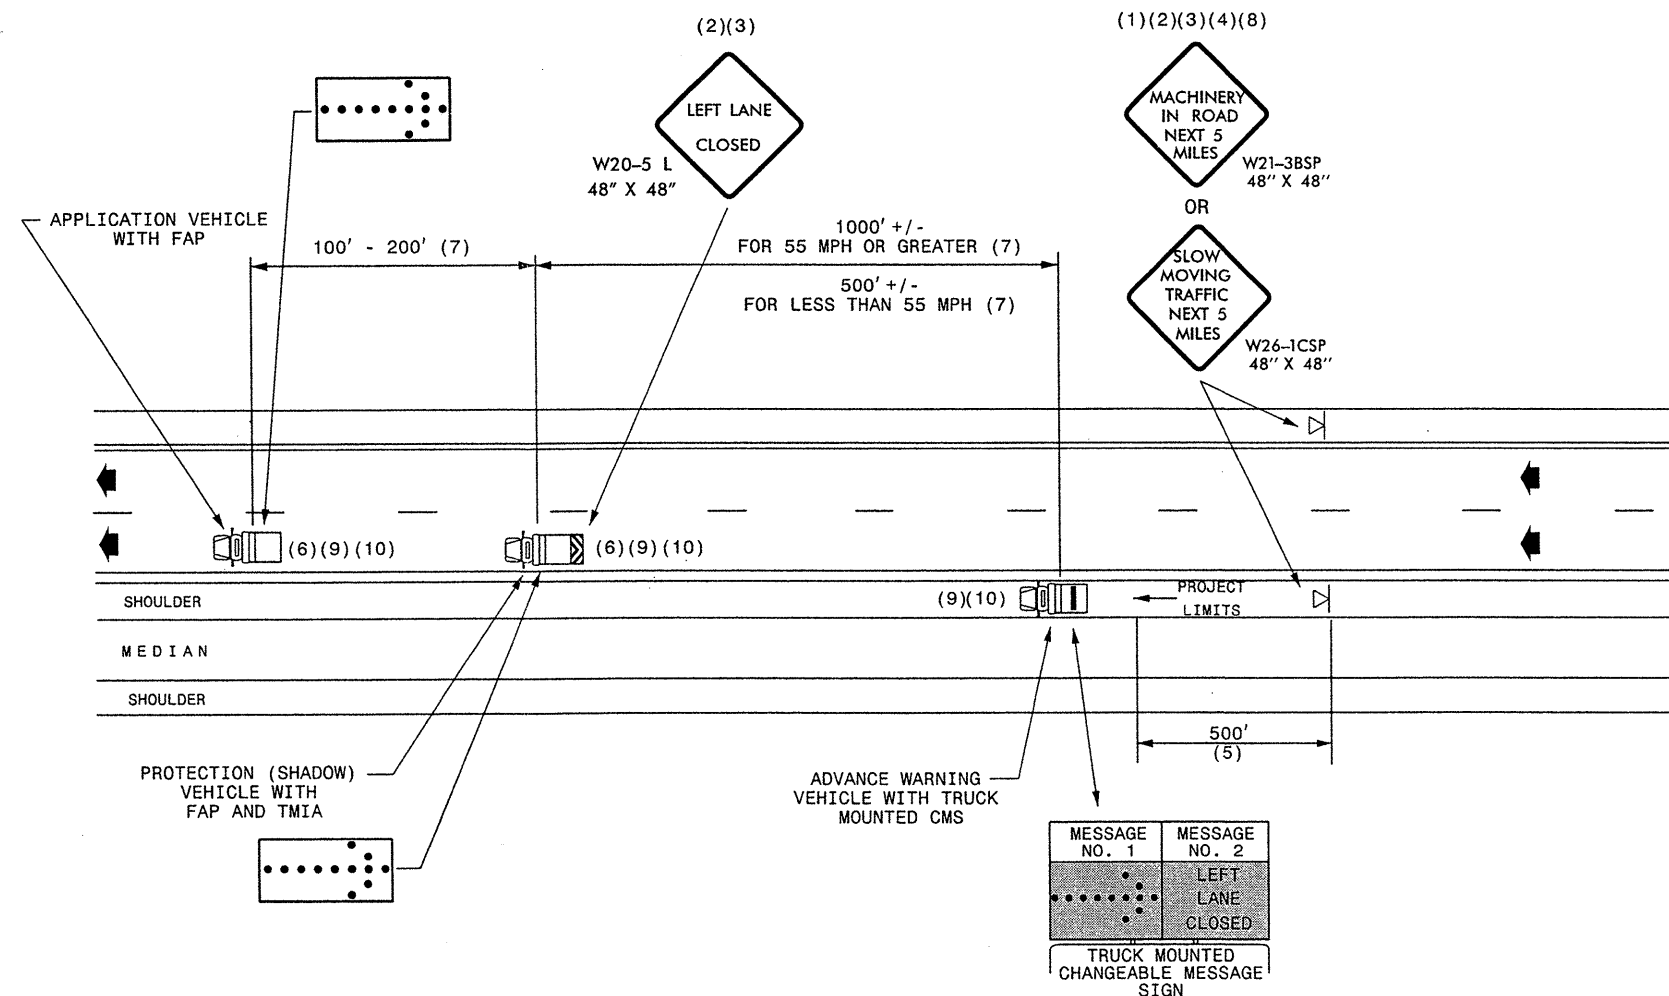 (2)(3)
(1)(2)(3)(4)(8)
LEFT LANE
CLOSED
W20-5 L
48" X 48"
MACHINERY
IN ROAD
NEXT 5
MILES
W21-3BSP
48" X 48"
OR
SLOW
MOVING
TRAFFIC
NEXT 5
MILES
W26-1CSP
48" X 48"
APPLICATION VEHICLE
WITH FAP
100' - 200' (7)
1000' +/-
FOR 55 MPH OR GREATER (7)
500' +/-
FOR LESS THAN 55 MPH (7)
(6)(9)(10)
(6)(9)(10)
(9)(10)
PROJECT
LIMITS
SHOULDER
MEDIAN
SHOULDER
500'
(5)
PROTECTION (SHADOW)
VEHICLE WITH
FAP AND TMIA
ADVANCE WARNING
VEHICLE WITH TRUCK
MOUNTED CMS
MESSAGE
NO. 1
MESSAGE
NO. 2
LEFT
LANE
CLOSED
TRUCK MOUNTED
CHANGEABLE MESSAGE
SIGN